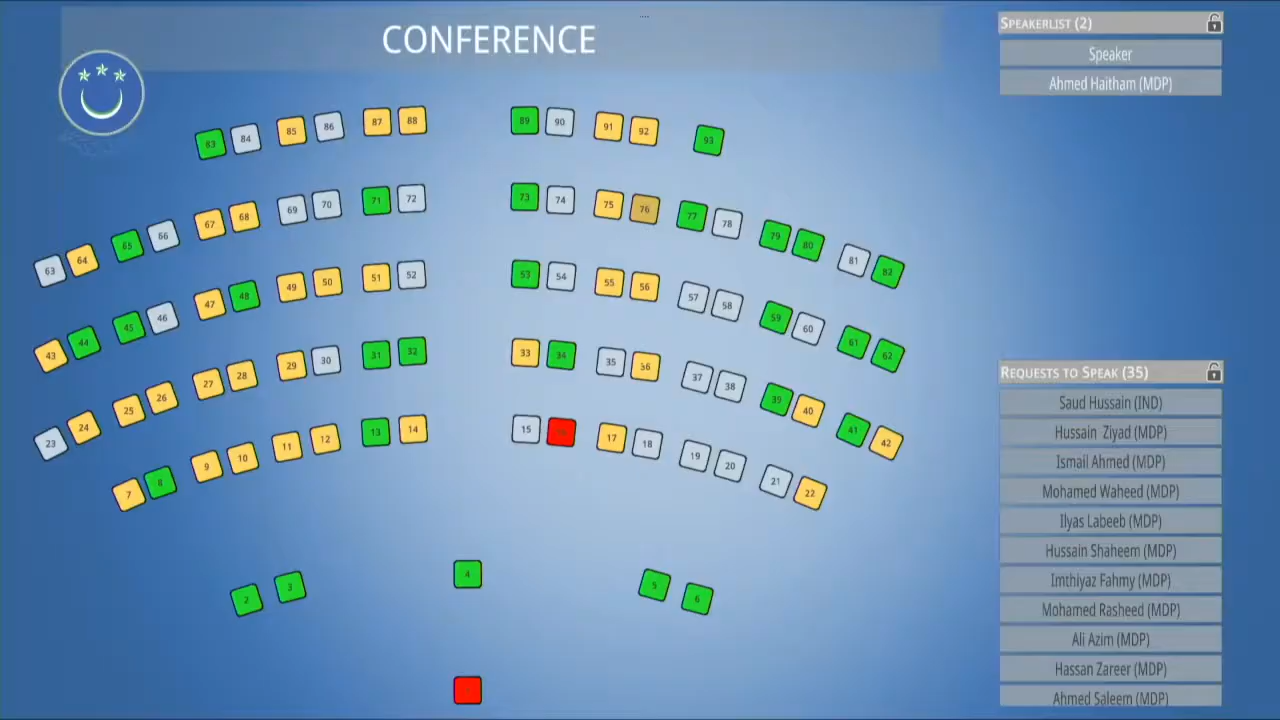 CONFERENCE
83 84 85 86 87 88 89 90 91 92 93
63 64 65 66 67 68 69 70 71 72 73 74 75 76 77 78 79 80 81 82
43 44 45 46 47 48 49 50 51 52 53 54 55 56 57 58 59 60 61 62
23 24 25 26 27 28 29 30 31 32 33 34 35 36 37 38 39 40 41 42
7 8 9 10 11 12 13 14 15 17 18 19 20 21 22
2 3 4 5 6
SPEAKERLIST (2)
Speaker
Ahmed Haitham (MDP)
REQUESTS TO SPEAK (35)
Saud Hussain (IND)
Hussain Ziyad (MDP)
Ismail Ahmed (MDP)
Mohamed Waheed (MDP)
Ilyas Labeeb (MDP)
Hussain Shaheem (MDP)
Imthiyaz Fahmy (MDP)
Mohamed Rasheed (MDP)
Ali Azim (MDP)
Hassan Zareer (MDP)
Ahmed Saleem (MDP)